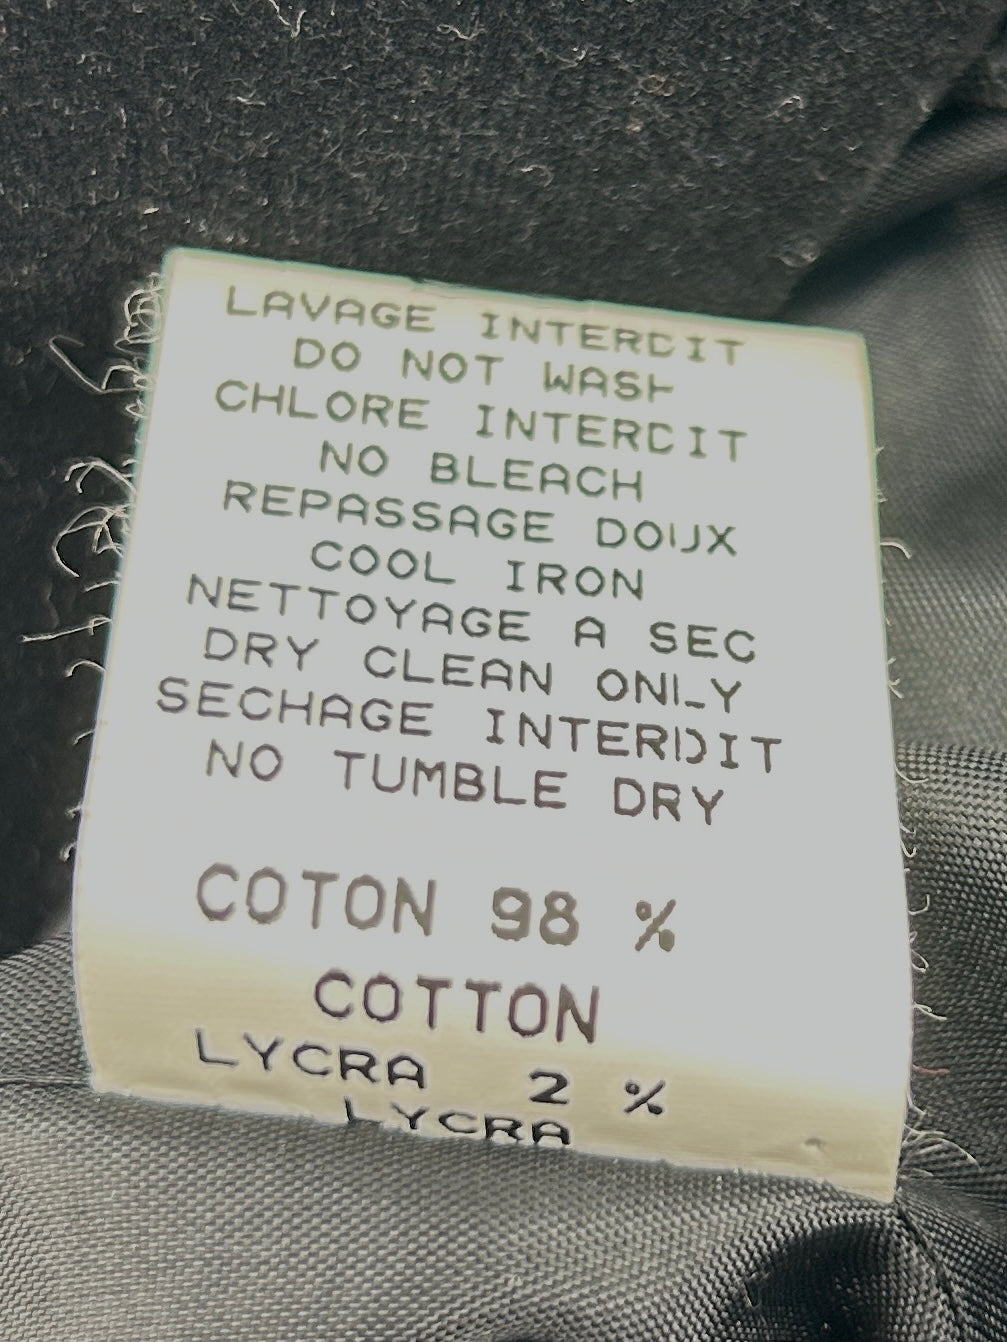 LAVAGE INTERDIT
DO NOT WASH
CHLORE INTERDIT
NO BLEACH
REPASSAGE DOUX
COOL IRON
NETTOYAGE A SEC
DRY CLEAN ONLY
SECHAGE INTERDIT
NO TUMBLE DRY
COTON 98 %
COTTON
LYCRA 2 %
LYCRA